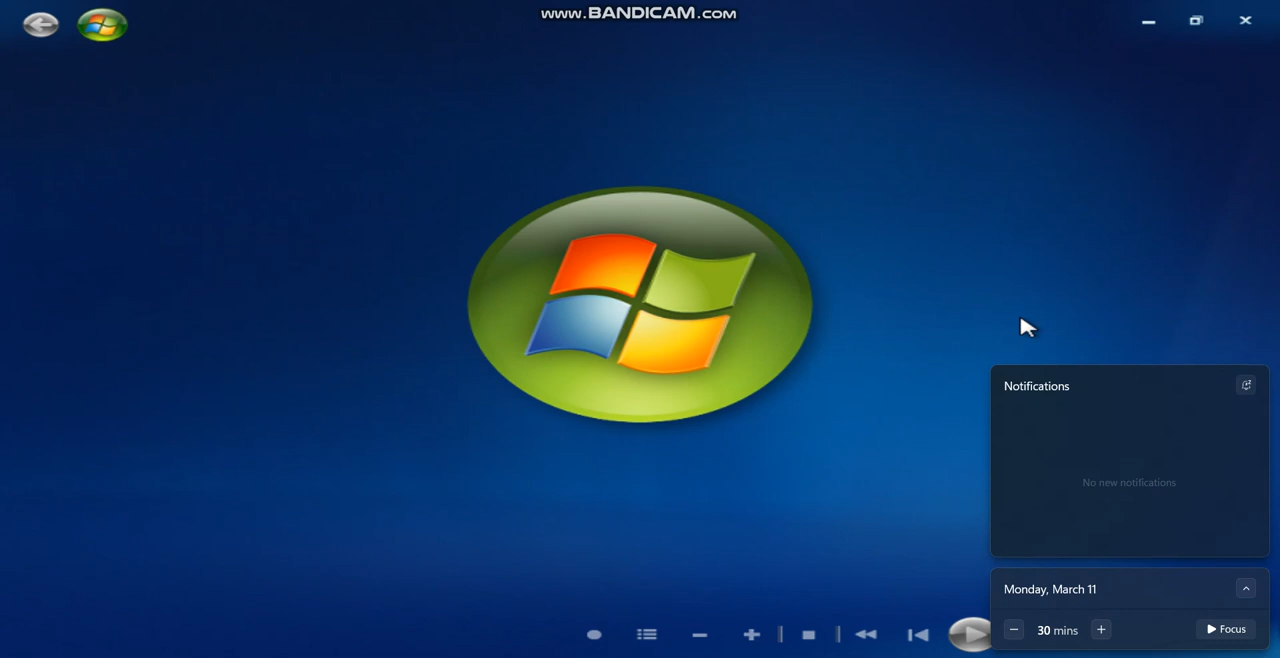 www.BANDICAM.com
Notifications
No new notifications
Monday, March 11
30 mins
Focus